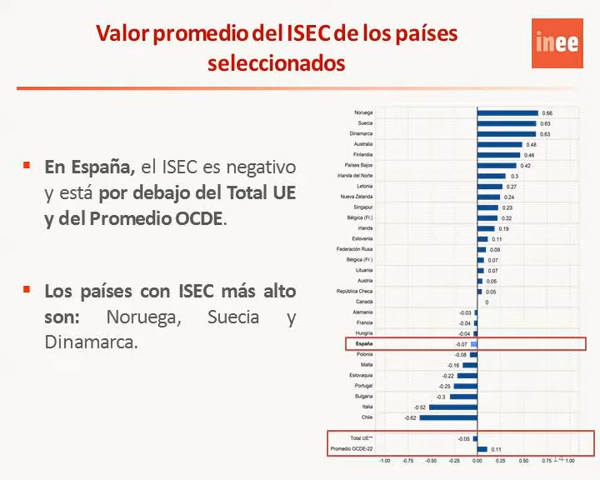 Valor promedio del ISEC de los países
seleccionados
inee
En España, el ISEC es negativo
y está por debajo del Total UE
y del Promedio OCDE.
Los países con ISEC más alto
son: Noruega, Suecia y
Dinamarca.
Noruega 0.66
Suecia 0.63
Dinamarca 0.63
Australia 0.48
Finlandia 0.46
Países Bajos 0.42
Irlanda del Norte 0.3
Letonia 0.27
Nueva Zelanda 0.24
Singapur 0.23
Bélgica (Fl.) 0.22
Irlanda 0.19
Eslovenia 0.11
Federación Rusa 0.09
Bélgica (Fr.) 0.07
Lituania 0.07
Austria 0.05
República Checa 0.05
Canadá 0
Alemania -0.03
Francia -0.04
Hungría -0.04
España -0.07
Polonia -0.08
Malta -0.16
Eslovaquia -0.22
Portugal -0.25
Bulgaria -0.3
Italia -0.52
Chile -0.62
Total UE** -0.05
Promedio OCDE-22 0.11
-1.00 -0.75 -0.50 -0.25 0.00 0.25 0.50 0.75 1.00